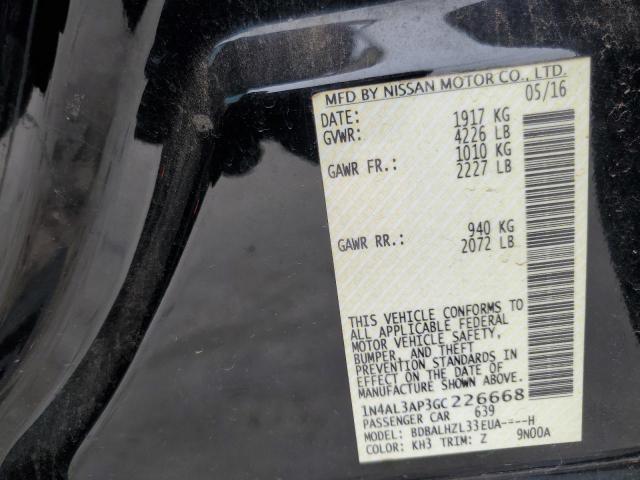 MFD BY NISSAN MOTOR CO., LTD.
DATE: 05/16
GVWR: 1917 KG
4226 LB
GAWR FR.: 1010 KG
2227 LB
GAWR RR.: 940 KG
2072 LB
THIS VEHICLE CONFORMS TO
ALL APPLICABLE FEDERAL
MOTOR VEHICLE SAFETY,
BUMPER, AND THEFT
PREVENTION STANDARDS IN
EFFECT ON THE DATE OF
MANUFACTURE SHOWN ABOVE.
1N4AL3AP3GC226668
PASSENGER CAR 639
MODEL: BDBALHZL33EUA----H
COLOR: KH3 TRIM: Z 9N00A